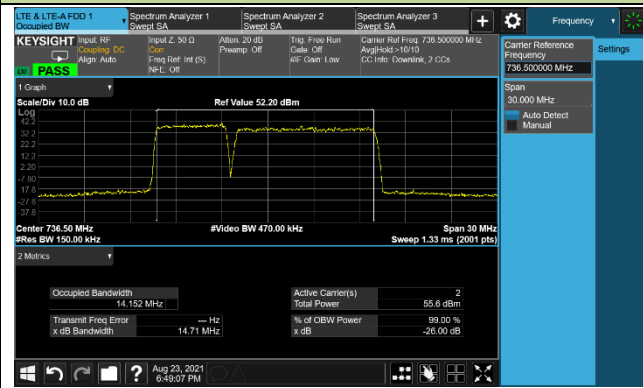 LTE & LTE-A FDD 1
Occupied BW
Spectrum Analyzer 1
Swept SA
Spectrum Analyzer 2
Swept SA
Spectrum Analyzer 3
Swept SA
Frequency
KEYSIGHT
Input: RF
Coupling: DC
Align: Auto
Input Z: 50 Ω
Corr
Freq Ref: Int (S)
NFE: Off
Atten: 20 dB
Preamp: Off
Trig: Free Run
Gate: Off
#IF Gain: Low
Carrier Ref Freq: 736.500000 MHz
Avg|Hold:>10/10
CC Info: Downlink, 2 CCs
PASS
Carrier Reference
Frequency
736.500000 MHz
Settings
Span
30.000 MHz
Auto Detect
Manual
1 Graph
Scale/Div 10.0 dB
Ref Value 52.20 dBm
Log
42.2
32.2
22.2
12.2
2.20
-7.80
-17.8
-27.8
-37.8
Center 736.50 MHz
#Video BW 470.00 kHz
Span 30 MHz
#Res BW 150.00 kHz
Sweep 1.33 ms (2001 pts)
2 Metrics
Occupied Bandwidth
14.152 MHz
Active Carrier(s)
2
Total Power
55.6 dBm
Transmit Freq Error
--- Hz
x dB Bandwidth
14.71 MHz
% of OBW Power
99.00 %
x dB
-26.00 dB
Aug 23, 2021
6:49:07 PM